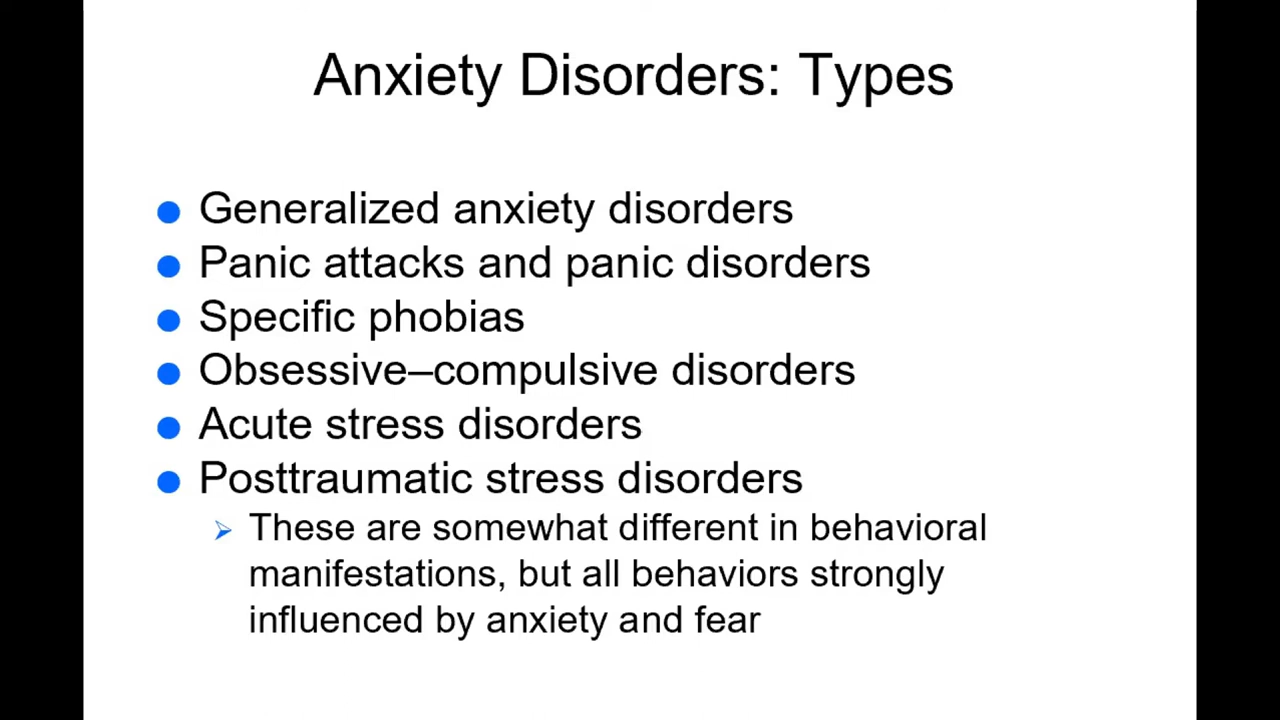 Anxiety Disorders: Types
Generalized anxiety disorders
Panic attacks and panic disorders
Specific phobias
Obsessive–compulsive disorders
Acute stress disorders
Posttraumatic stress disorders
These are somewhat different in behavioral
manifestations, but all behaviors strongly
influenced by anxiety and fear